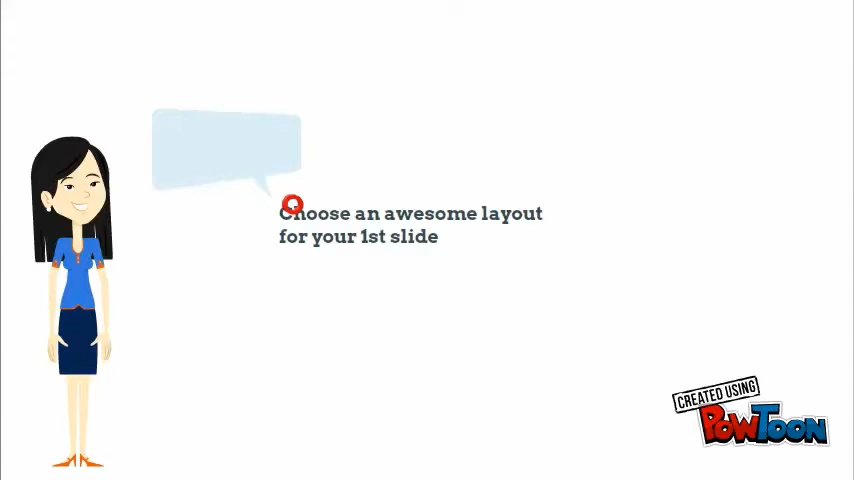 Choose an awesome layout
for your 1st slide
CREATED USING
POWTOON